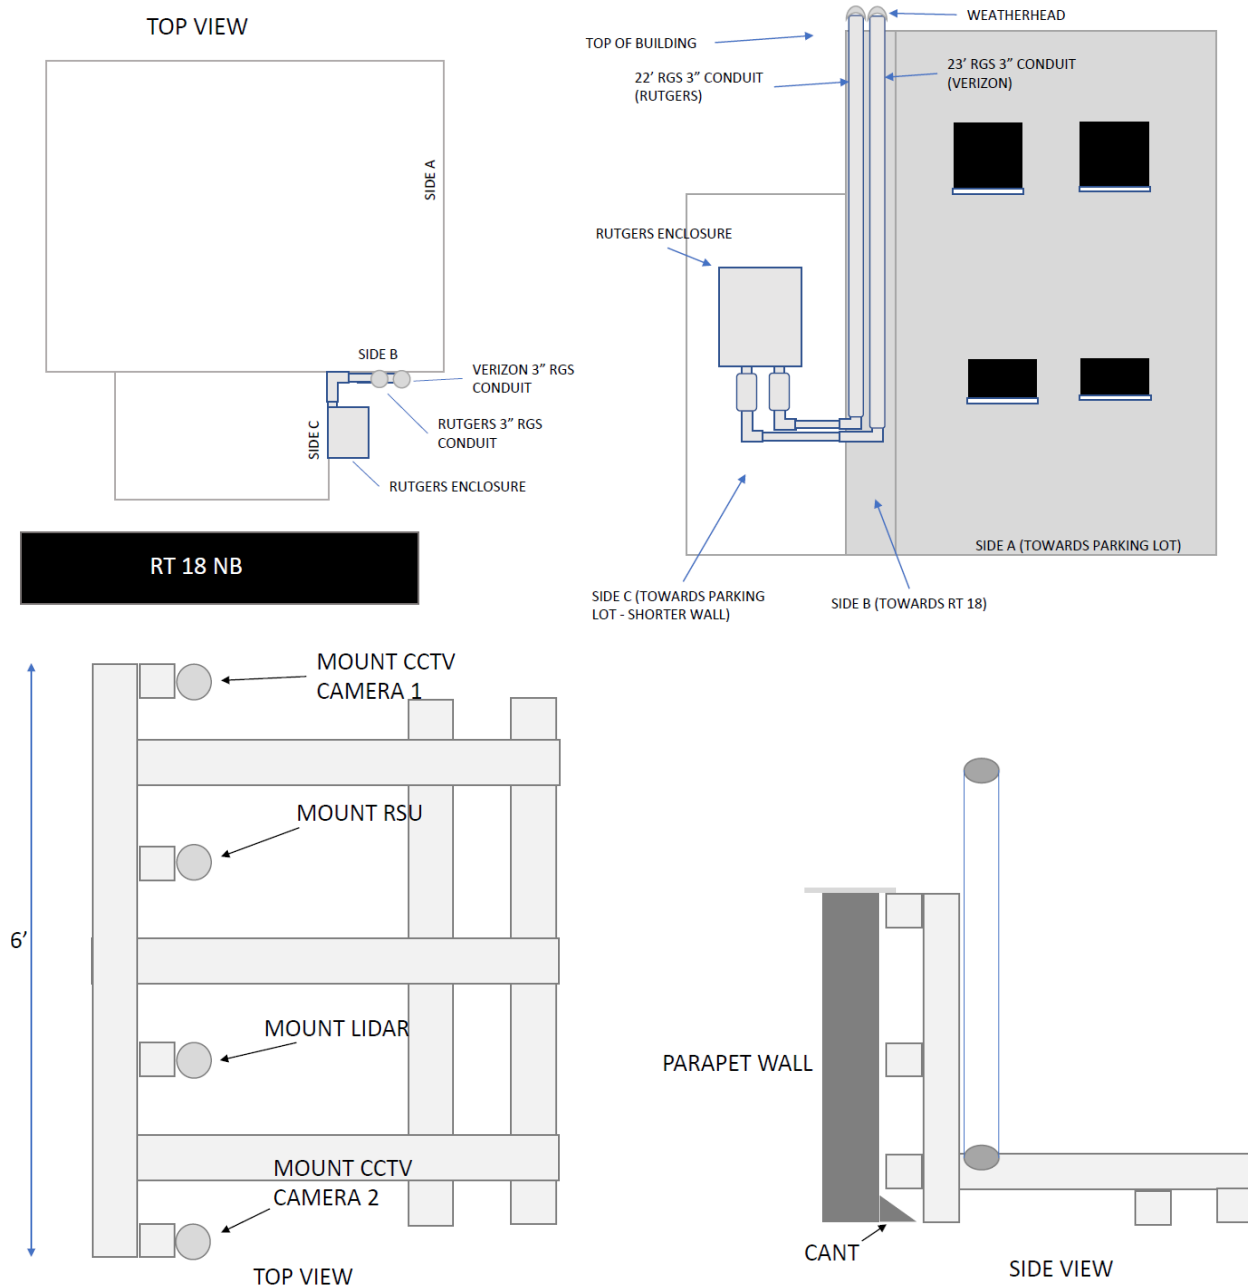 TOP VIEW
SIDE A
SIDE B
VERIZON 3” RGS
CONDUIT
RUTGERS 3” RGS
CONDUIT
SIDE C
RUTGERS ENCLOSURE
RT 18 NB
WEATHERHEAD
TOP OF BUILDING
22’ RGS 3” CONDUIT
(RUTGERS)
23’ RGS 3” CONDUIT
(VERIZON)
RUTGERS ENCLOSURE
SIDE A (TOWARDS PARKING LOT)
SIDE C (TOWARDS PARKING
LOT - SHORTER WALL)
SIDE B (TOWARDS RT 18)
MOUNT CCTV
CAMERA 1
MOUNT RSU
6’
MOUNT LIDAR
MOUNT CCTV
CAMERA 2
TOP VIEW
PARAPET WALL
CANT
SIDE VIEW